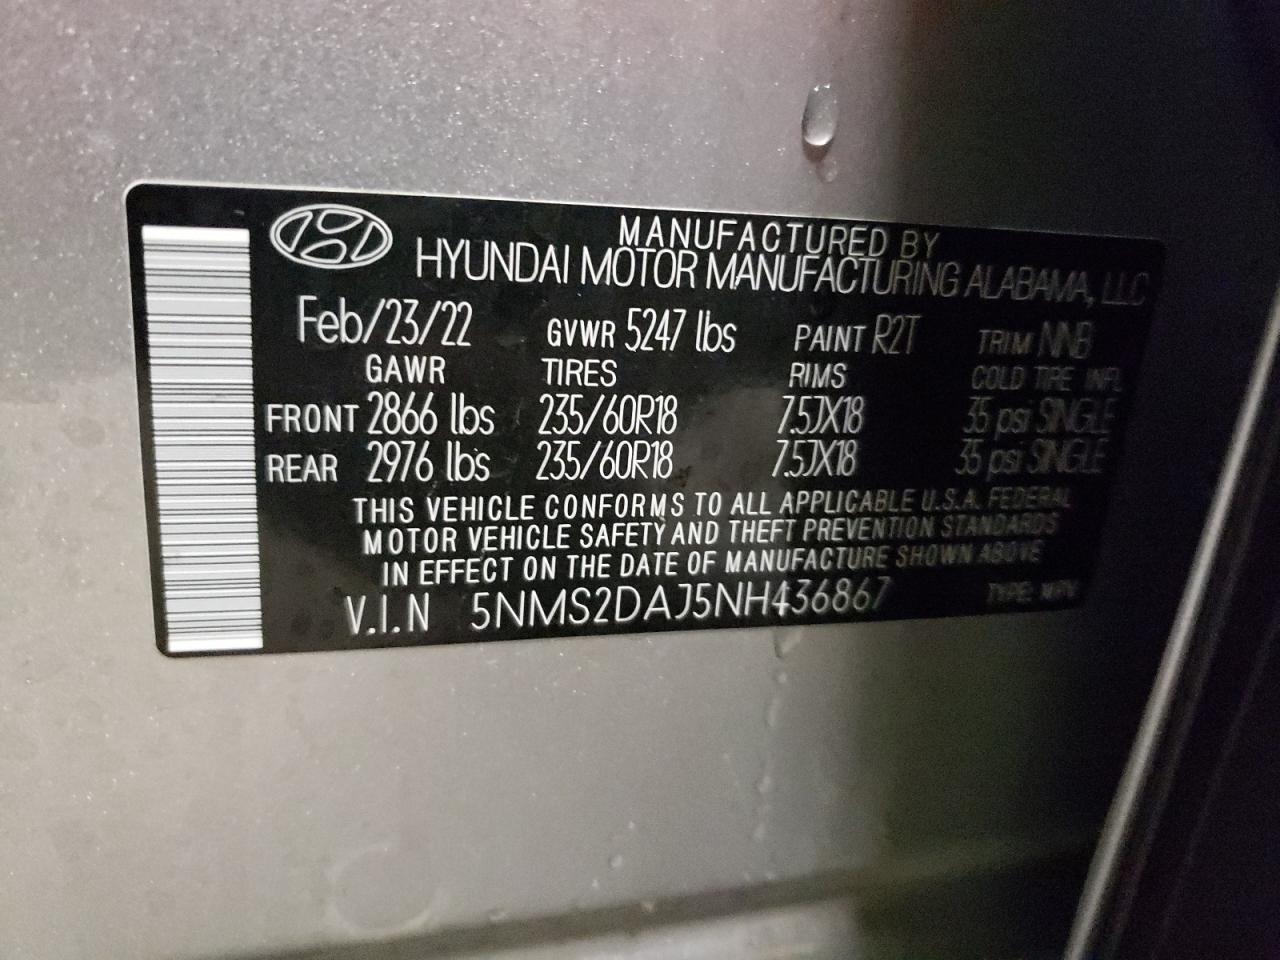 MANUFACTURED BY
HYUNDAI MOTOR MANUFACTURING ALABAMA, LLC
Feb/23/22 GVWR 5247 lbs PAINT R2T TRIM NNB
GAWR TIRES RIMS COLD TIRE INFL
FRONT 2866 lbs 235/60R18 7.5JX18 35 psi SINGLE
REAR 2976 lbs 235/60R18 7.5JX18 35 psi SINGLE
THIS VEHICLE CONFORMS TO ALL APPLICABLE U.S.A. FEDERAL
MOTOR VEHICLE SAFETY AND THEFT PREVENTION STANDARDS
IN EFFECT ON THE DATE OF MANUFACTURE SHOWN ABOVE
V.I.N 5NMS2DAJ5NH436867 TYPE: MPV